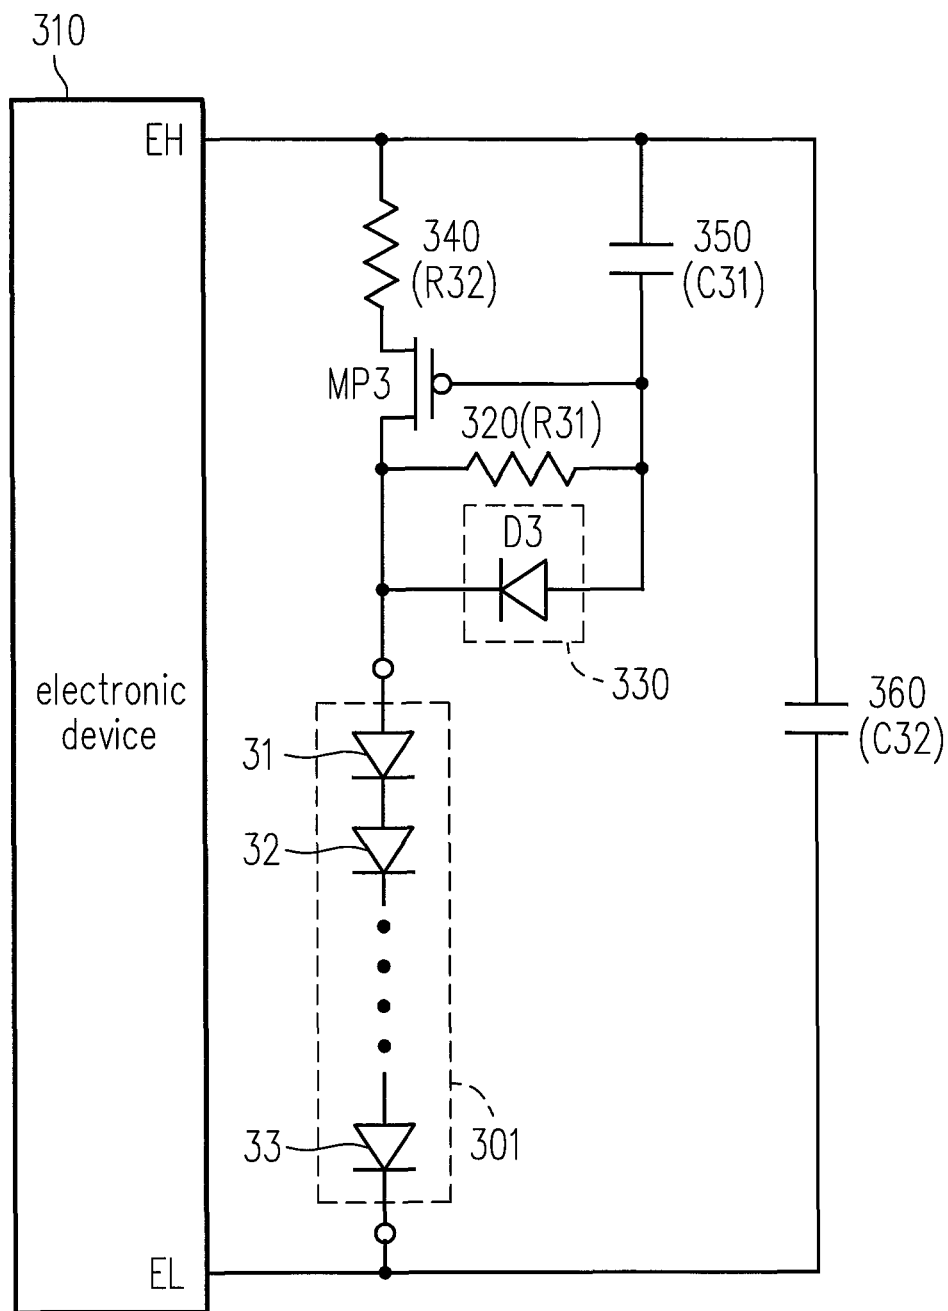 310
EH
340
(R32)
350
(C31)
MP3
320(R31)
D3
330
electronic
device
360
(C32)
31
32
33
301
EL